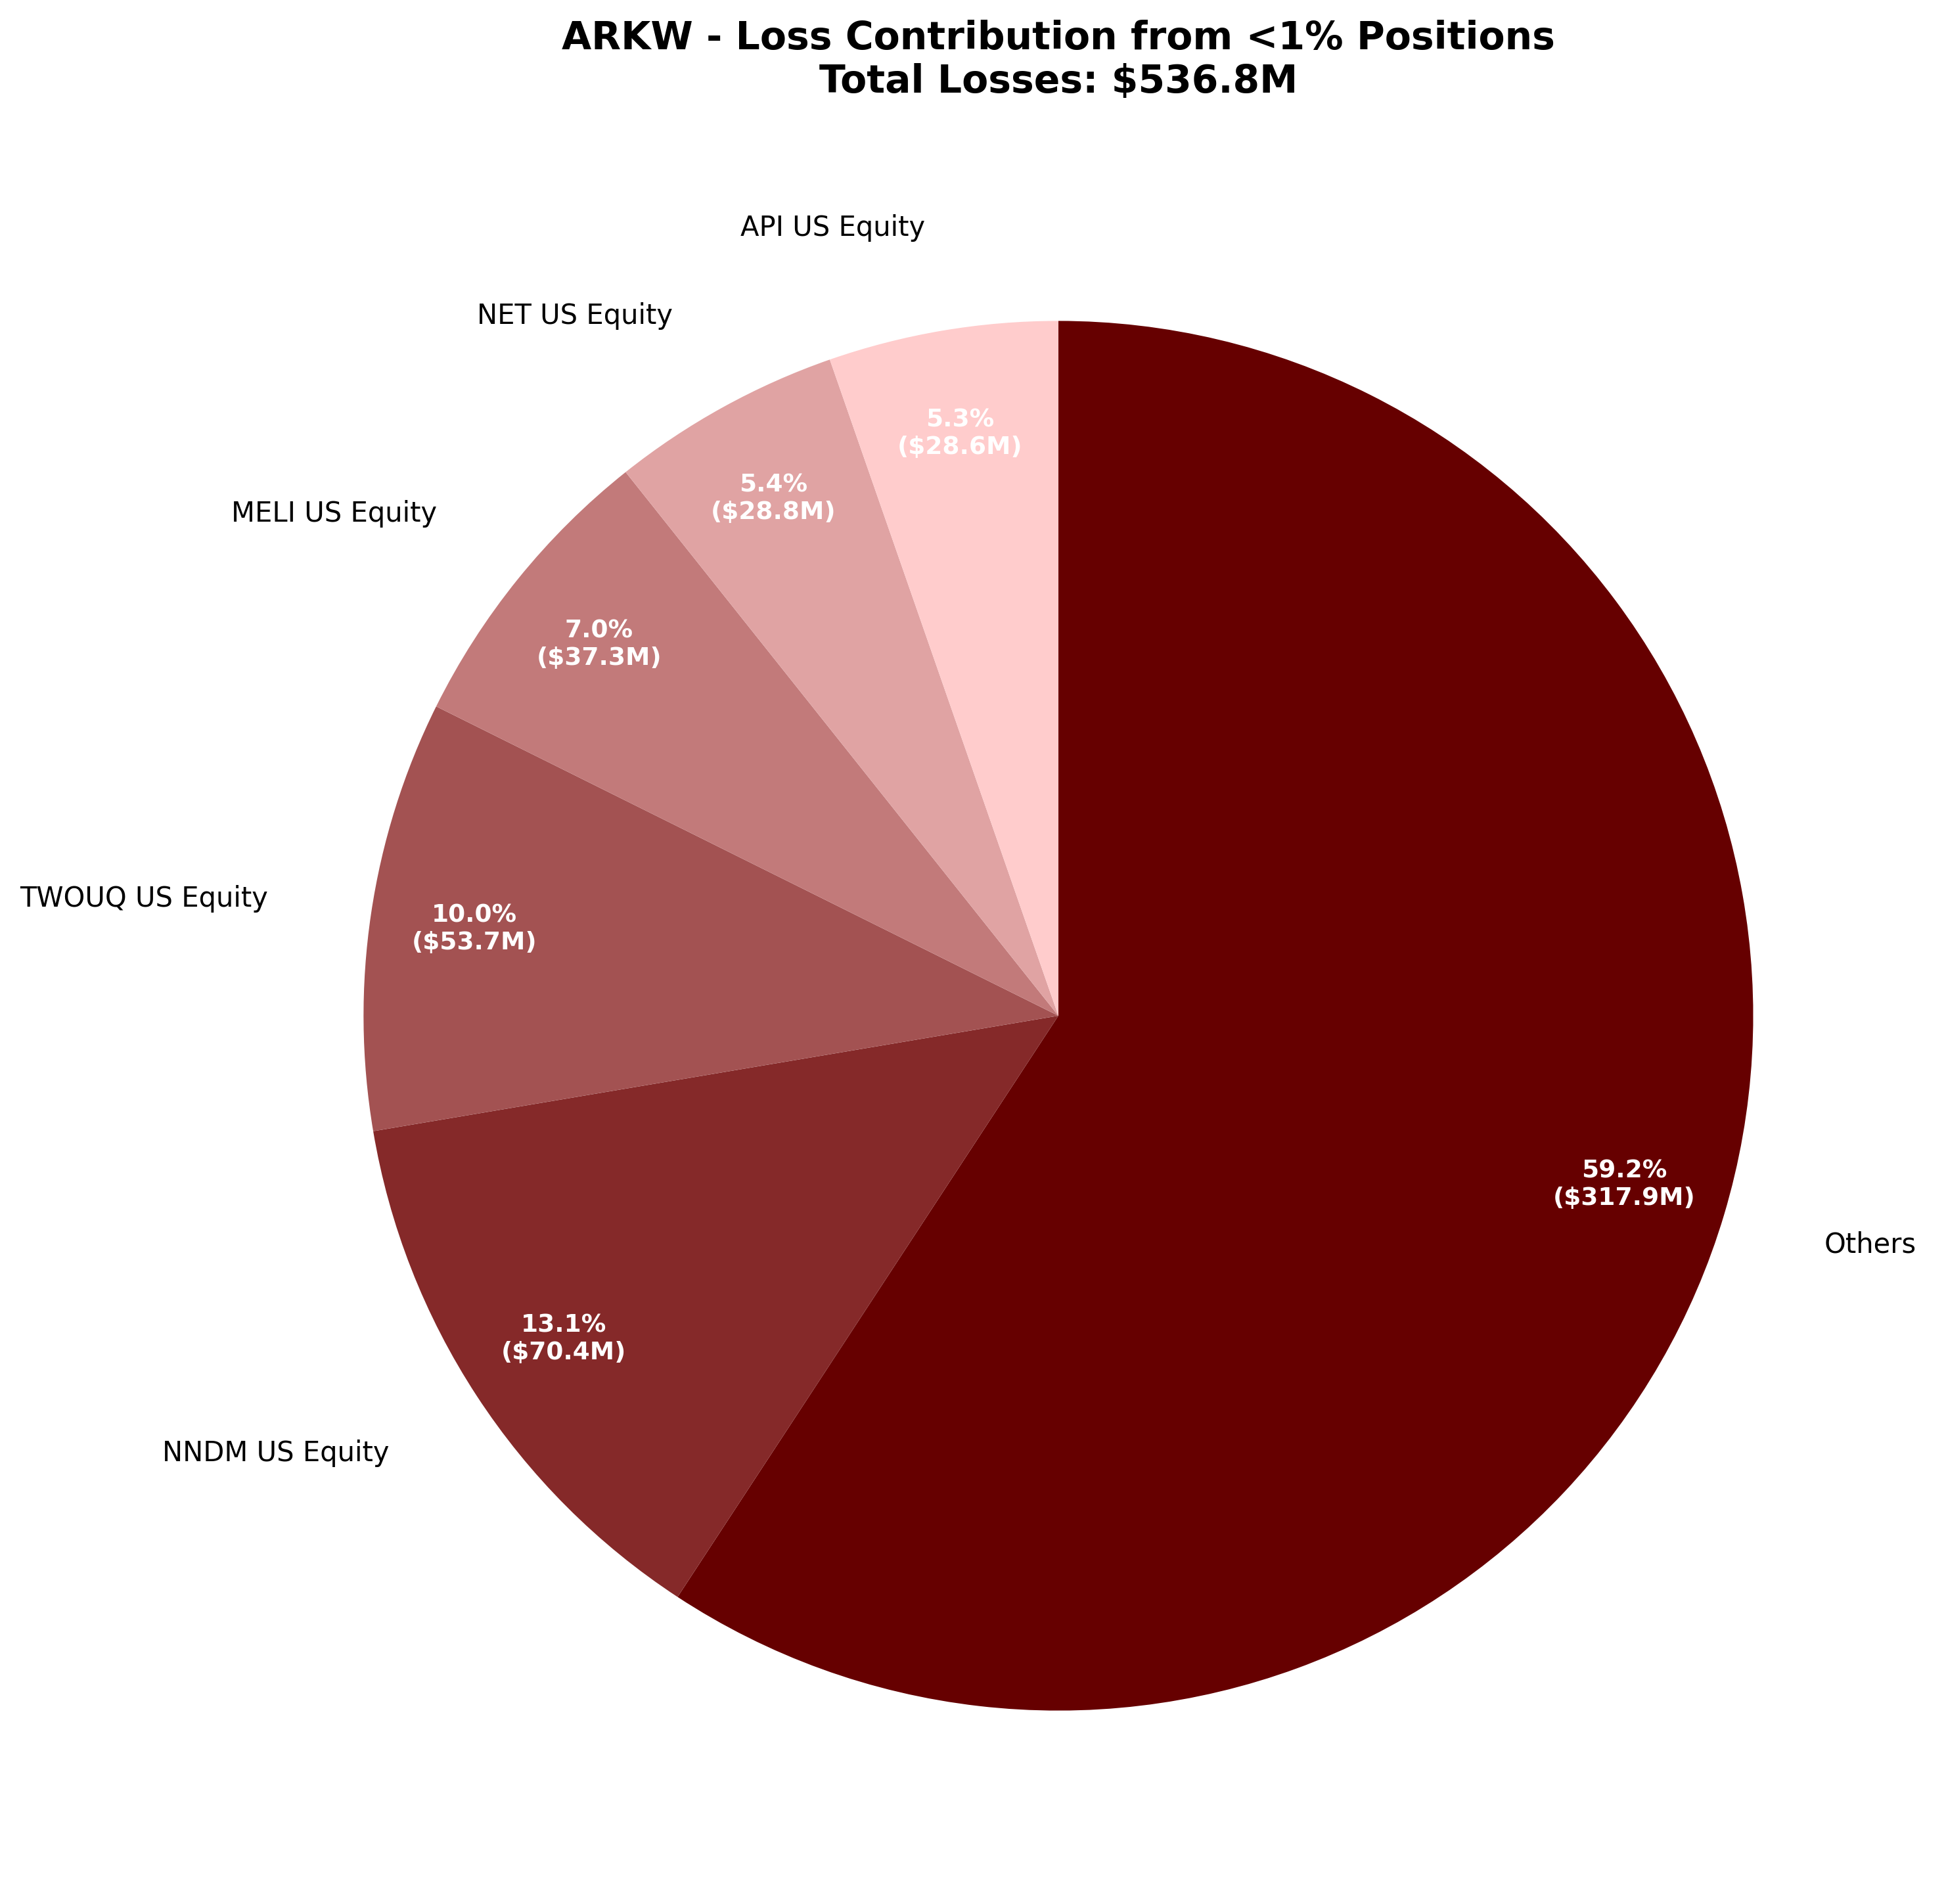 ARKW - Loss Contribution from <1% Positions
Total Losses: $536.8M
API US Equity
NET US Equity
5.3%
($28.6M)
5.4%
($28.8M)
MELI US Equity
7.0%
($37.3M)
TWOUQ US Equity
10.0%
($53.7M)
59.2%
($317.9M)
Others
13.1%
($70.4M)
NNDM US Equity